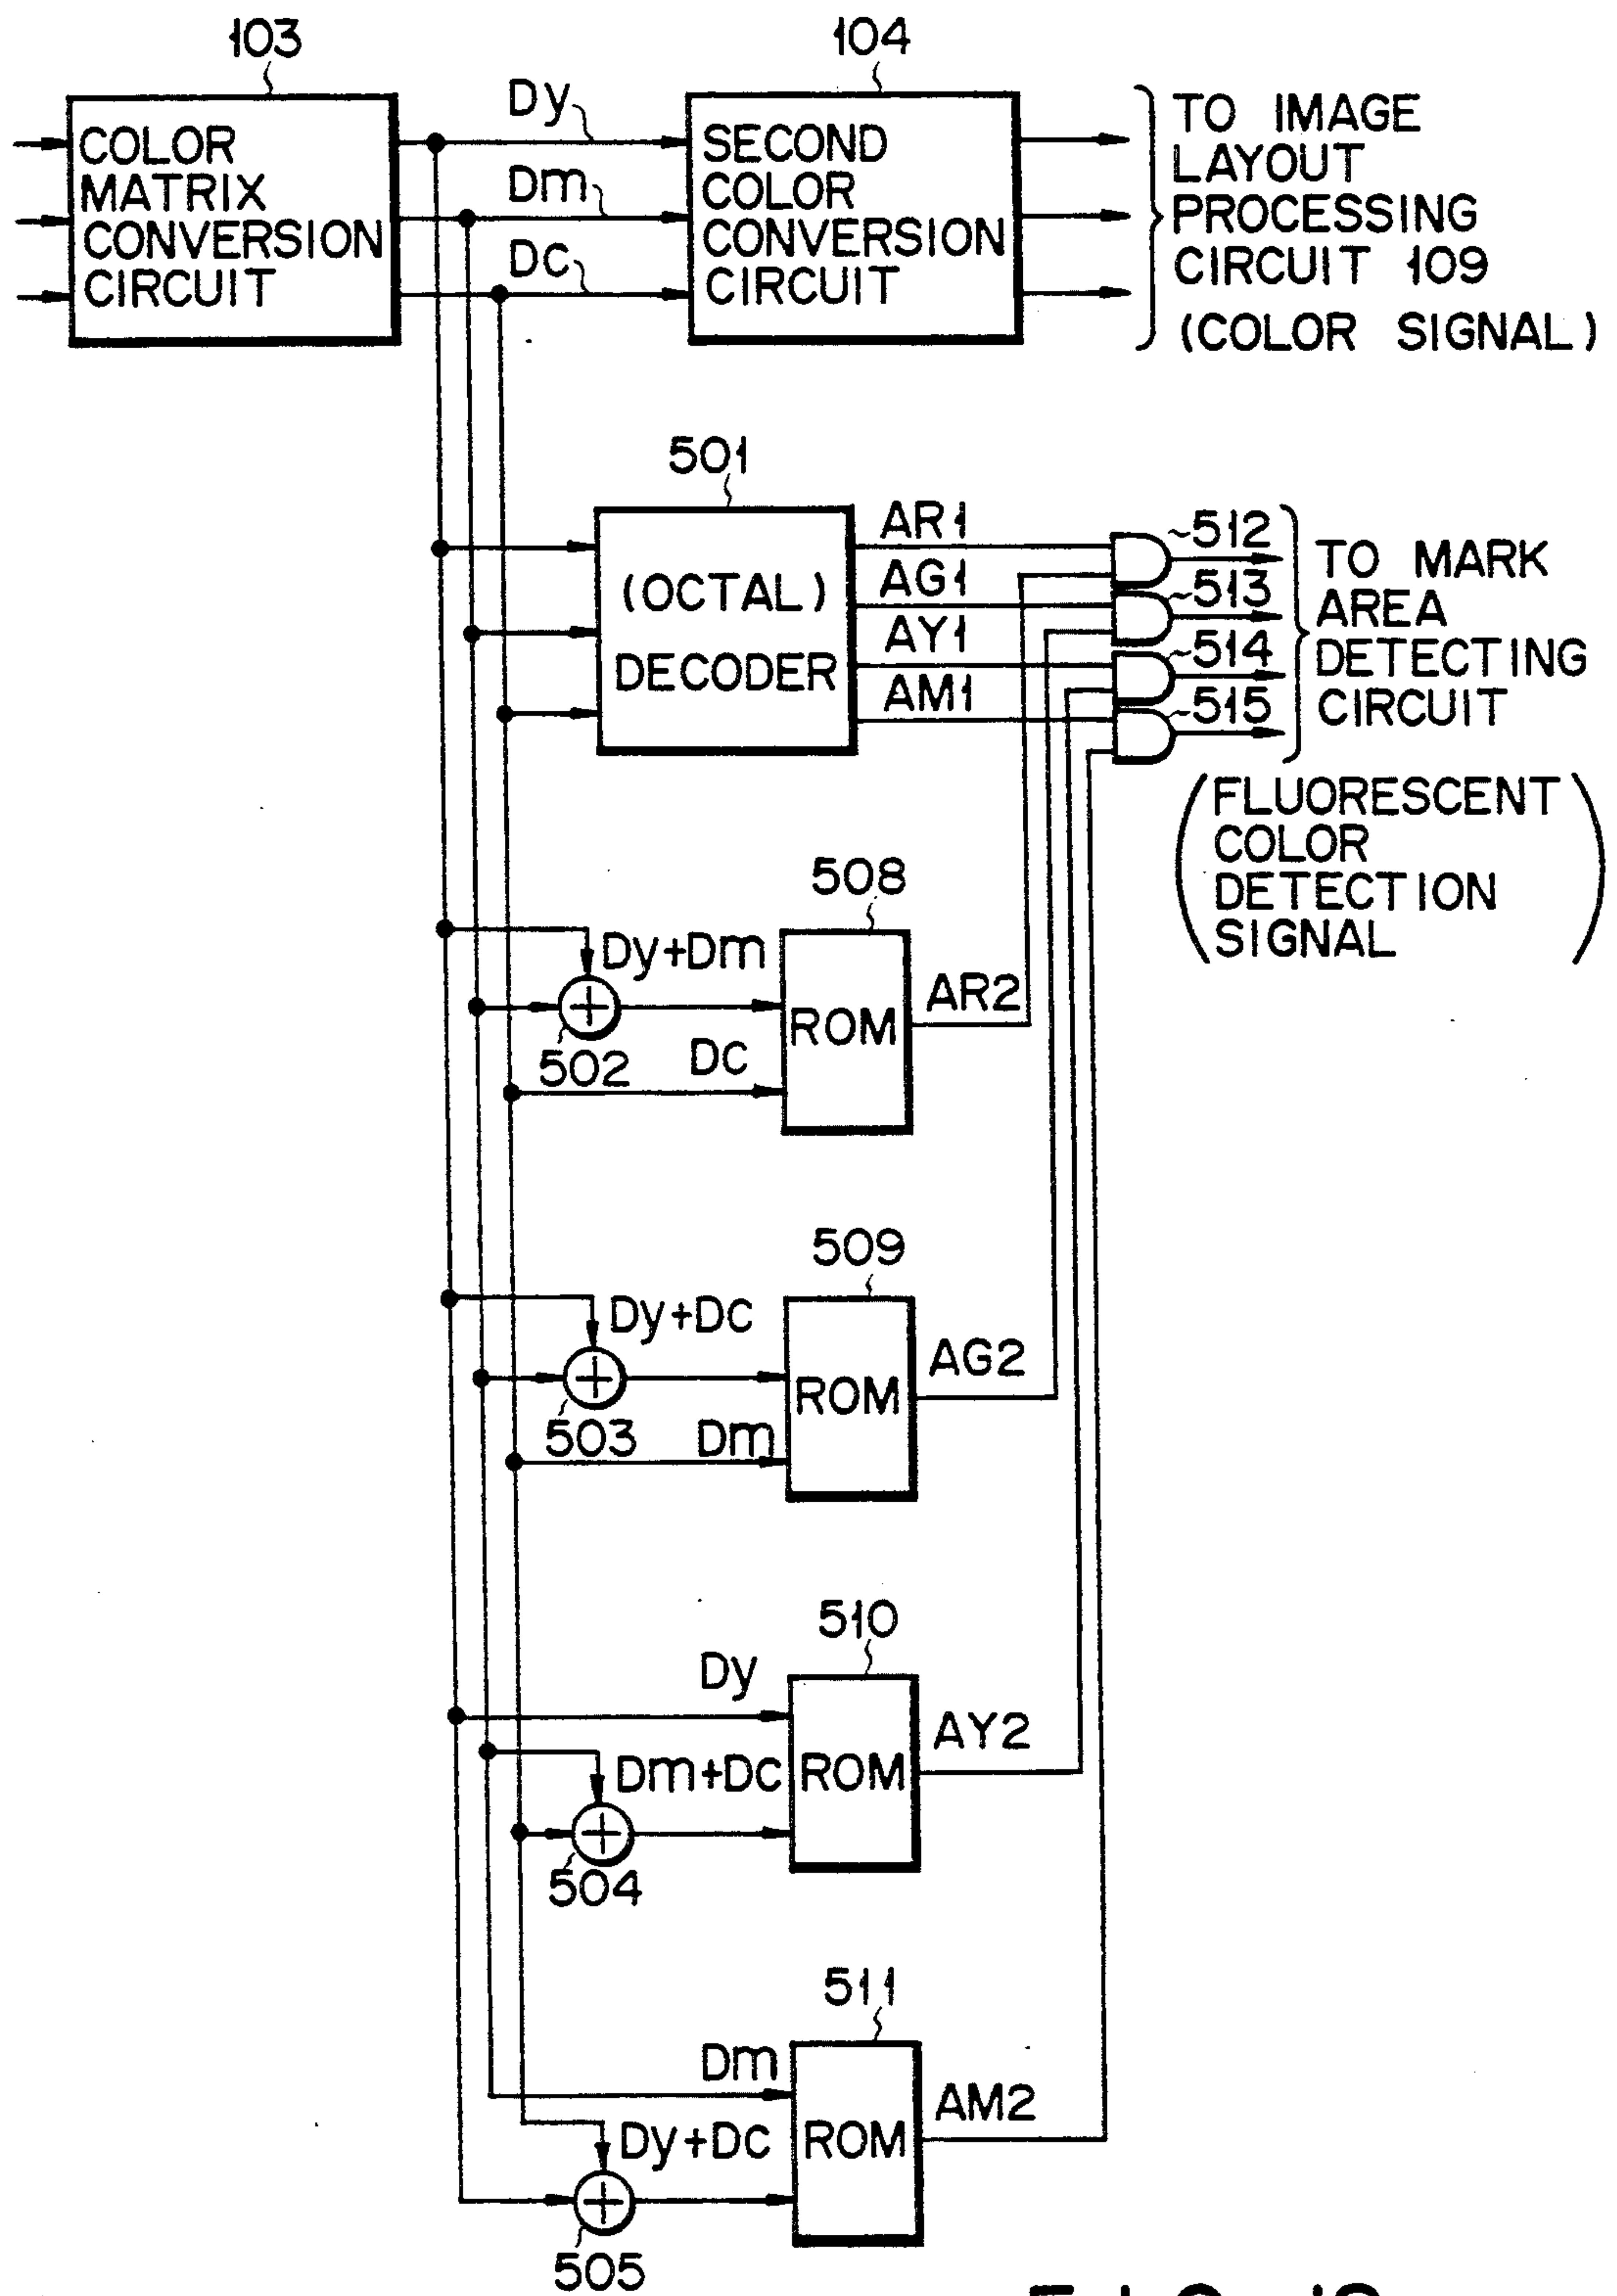 103
104
COLOR
MATRIX
CONVERSION
CIRCUIT
Dy
Dm
Dc
SECOND
COLOR
CONVERSION
CIRCUIT
TO IMAGE
LAYOUT
PROCESSING
CIRCUIT 109
(COLOR SIGNAL)
501
(OCTAL)
DECODER
AR1
AG1
AY1
AM1
512
513
514
515
TO MARK
AREA
DETECTING
CIRCUIT
(FLUORESCENT
COLOR
DETECTION
SIGNAL)
508
Dy+Dm
ROM
AR2
502
Dc
509
Dy+Dc
ROM
AG2
503
Dm
510
Dy
AY2
Dm+Dc
ROM
504
511
Dm
AM2
Dy+Dc
ROM
505